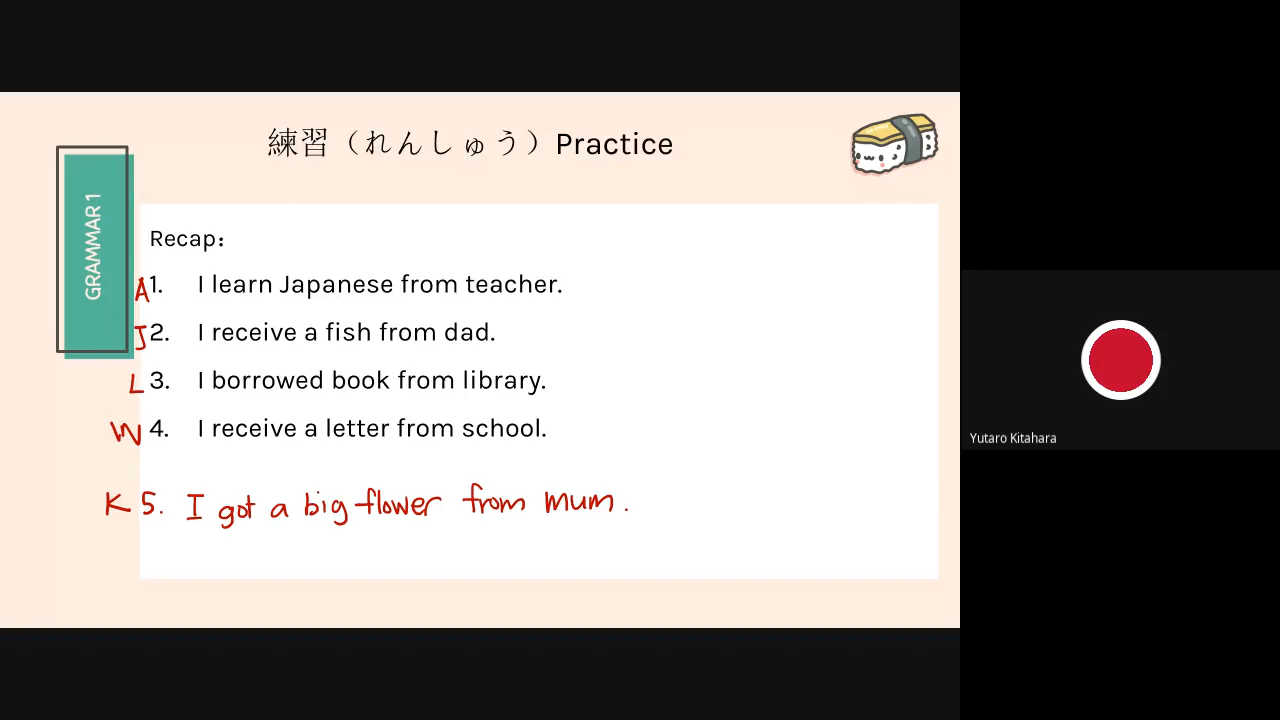 練習（れんしゅう）Practice
GRAMMAR 1
Recap:
A 1. I learn Japanese from teacher.
J 2. I receive a fish from dad.
L 3. I borrowed book from library.
W 4. I receive a letter from school.
K 5. I got a big flower from mum.
Yutaro Kitahara